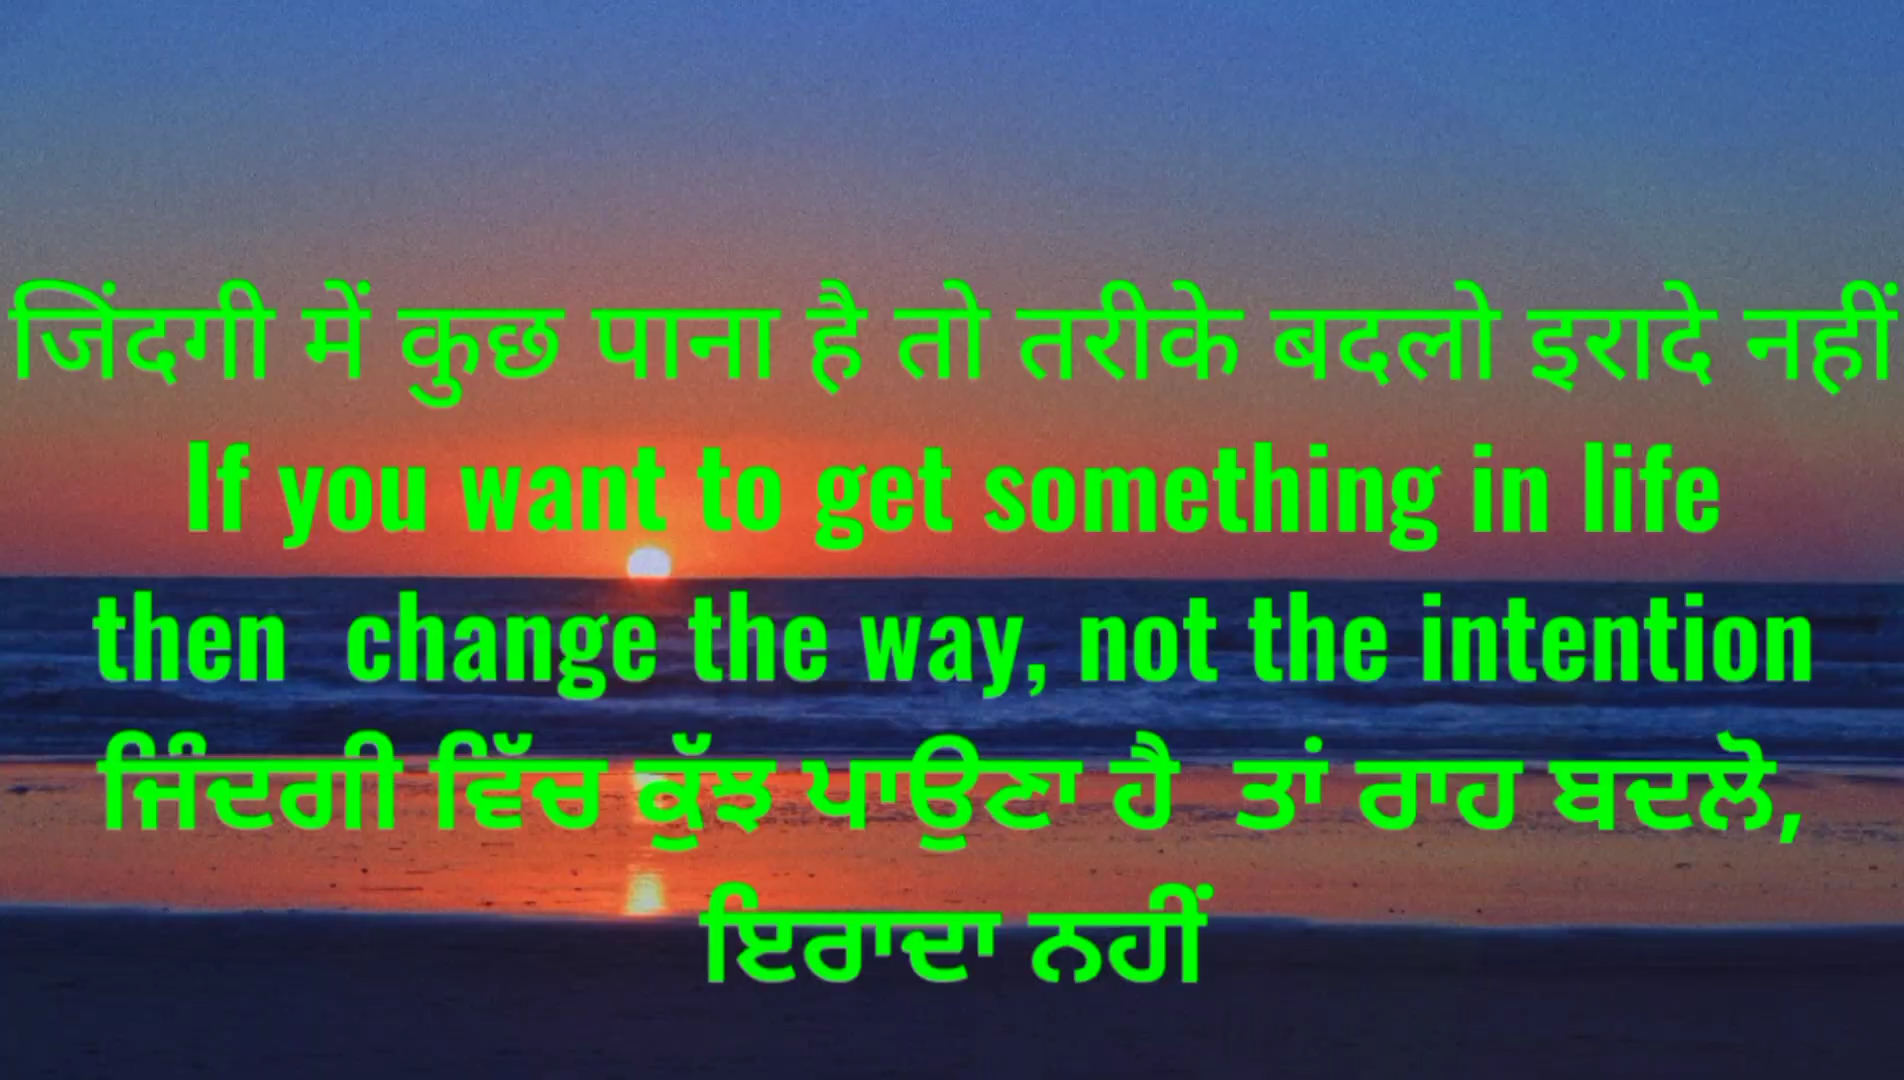 जिंदगी में कुछ पाना है तो तरीके बदलो इरादे नहीं
If you want to get something in life
then  change the way, not the intention
ਜਿੰਦਗੀ ਵਿੱਚ ਕੁੱਝ ਪਾਉਣਾ ਹੈ  ਤਾਂ ਰਾਹ ਬਦਲੋ,
ਇਰਾਦਾ ਨਹੀਂ